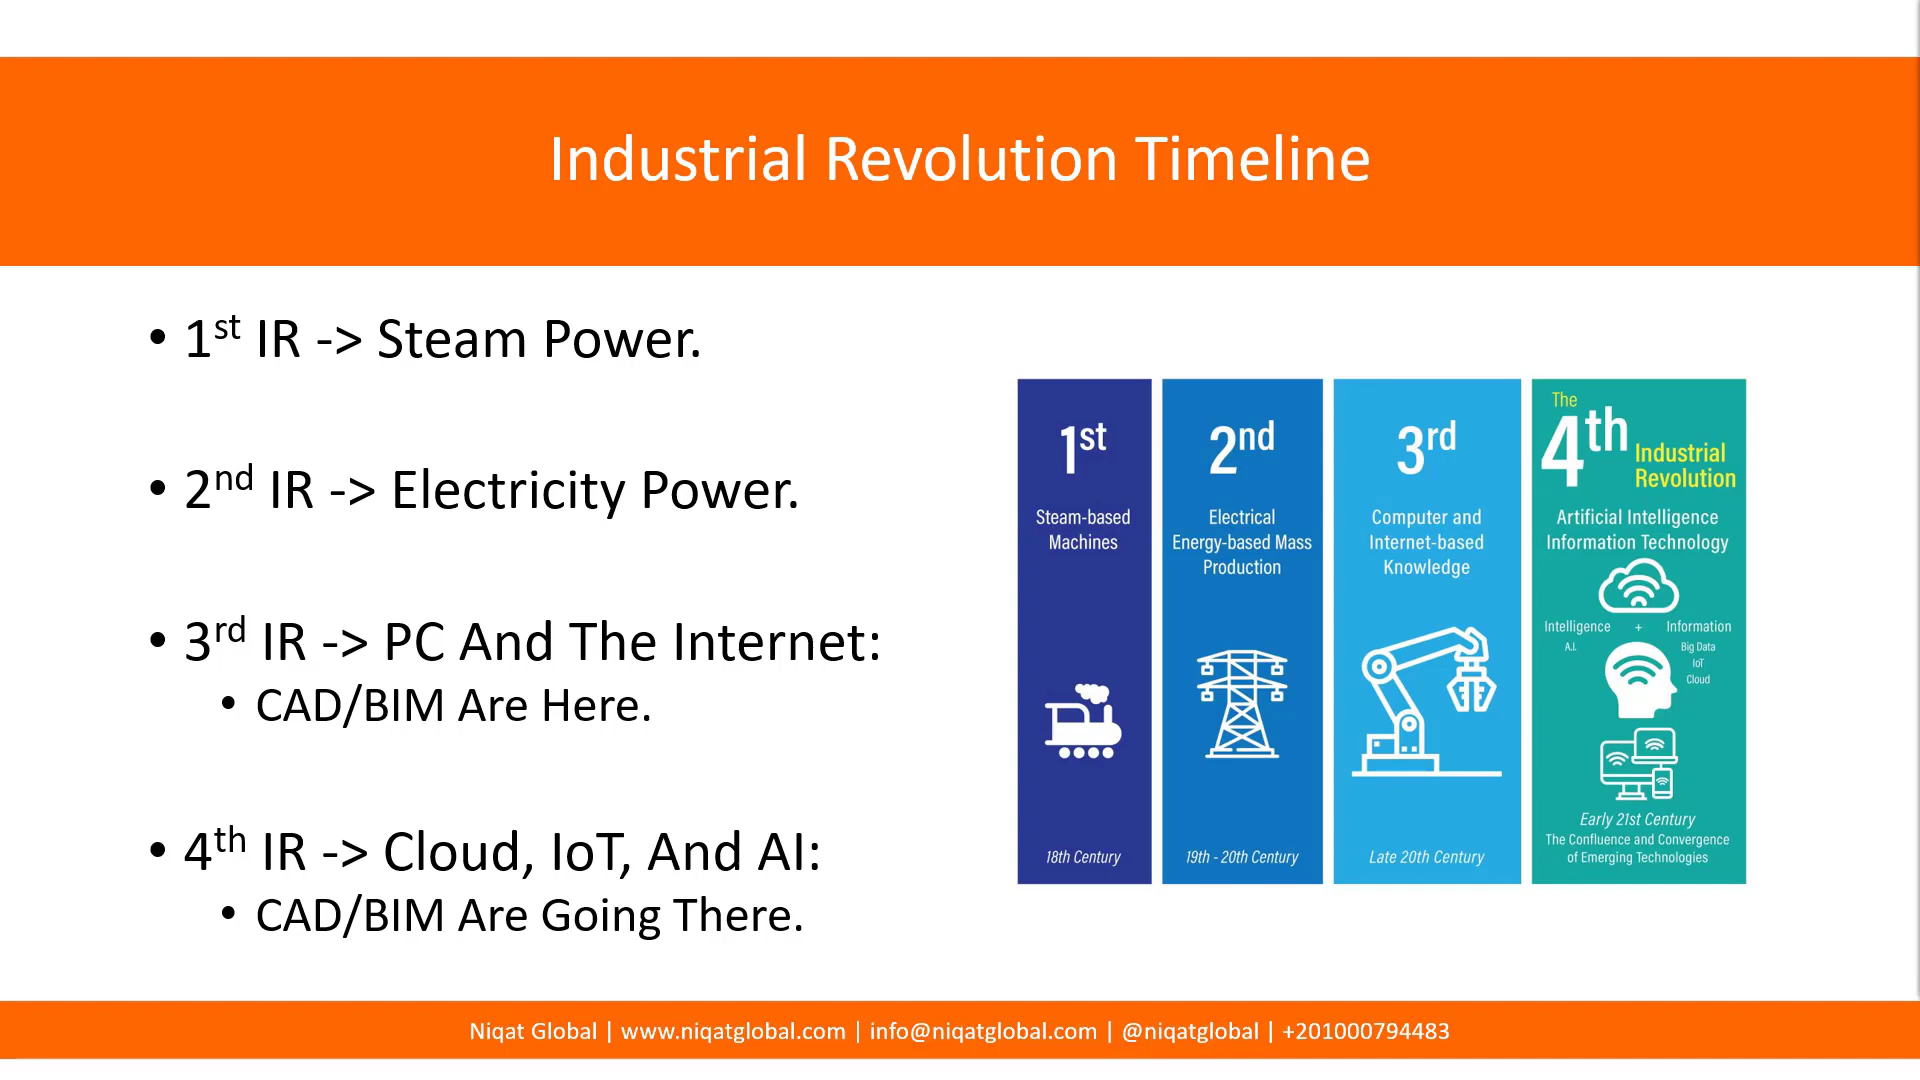 Industrial Revolution Timeline
• 1st IR -> Steam Power.
• 2nd IR -> Electricity Power.
• 3rd IR -> PC And The Internet:
• CAD/BIM Are Here.
• 4th IR -> Cloud, IoT, And AI:
• CAD/BIM Are Going There.
1st
Steam-based
Machines
18th Century
2nd
Electrical
Energy-based Mass
Production
19th - 20th Century
3rd
Computer and
Internet-based
Knowledge
Late 20th Century
The
4th Industrial
Revolution
Artificial Intelligence
Information Technology
Intelligence + Information
A.I.
Big Data
IoT
Cloud
Early 21st Century
The Confluence and Convergence
of Emerging Technologies
Niqat Global | www.niqatglobal.com | info@niqatglobal.com | @niqatglobal | +201000794483